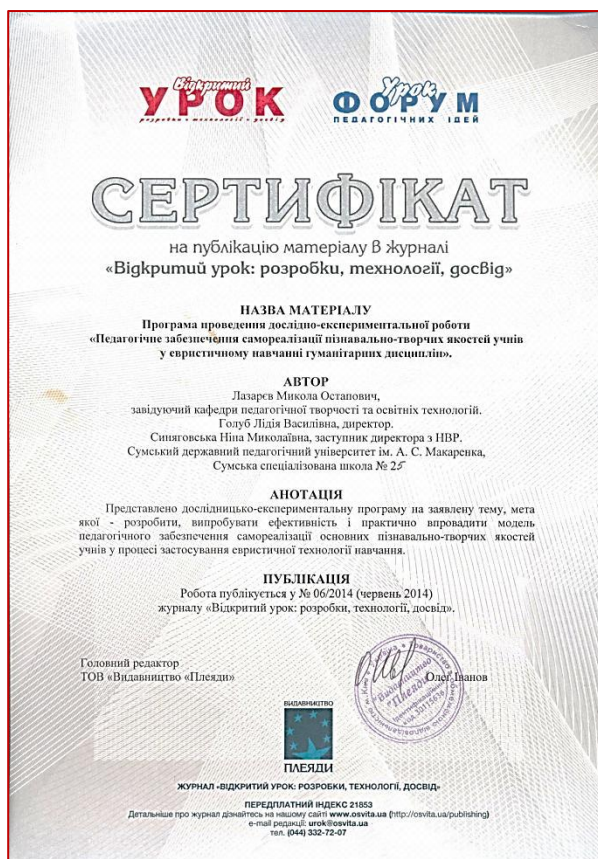 Відкритий
УРОК
розробки • технології • досвід
Урок
ФОРУМ
ПЕДАГОГІЧНИХ ІДЕЙ
СЕРТИФІКАТ
на публікацію матеріалу в журналі
«Відкритий урок: розробки, технології, досвід»
НАЗВА МАТЕРІАЛУ
Програма проведення дослідно-експериментальної роботи
«Педагогічне забезпечення самореалізації пізнавально-творчих якостей учнів
у евристичному навчанні гуманітарних дисциплін».
АВТОР
Лазарєв Микола Остапович,
завідуючий кафедри педагогічної творчості та освітніх технологій.
Голуб Лідія Василівна, директор.
Синяговська Ніна Миколаївна, заступник директора з НВР.
Сумський державний педагогічний університет ім. А. С. Макаренка,
Сумська спеціалізована школа № 25
АНОТАЦІЯ
Представлено дослідницько-експериментальну програму на заявлену тему, мета
якої - розробити, випробувати ефективність і практично впровадити модель
педагогічного забезпечення самореалізації основних пізнавально-творчих якостей
учнів у процесі застосування евристичної технології навчання.
ПУБЛІКАЦІЯ
Робота публікується у № 06/2014 (червень 2014)
журналу «Відкритий урок: розробки, технології, досвід».
Головний редактор
ТОВ «Видавництво «Плеяди»
Олег Іванов
"Видавництво
"Плеяди"
ВИДАВНИЦТВО
ПЛЕЯДИ
ЖУРНАЛ «ВІДКРИТИЙ УРОК: РОЗРОБКИ, ТЕХНОЛОГІЇ, ДОСВІД»
ПЕРЕДПЛАТНИЙ ІНДЕКС 21853
Детальніше про журнал дізнайтесь на нашому сайті www.osvita.ua (http://osvita.ua/publishing)
e-mail редакції: urok@osvita.ua
тел. (044) 332-72-07